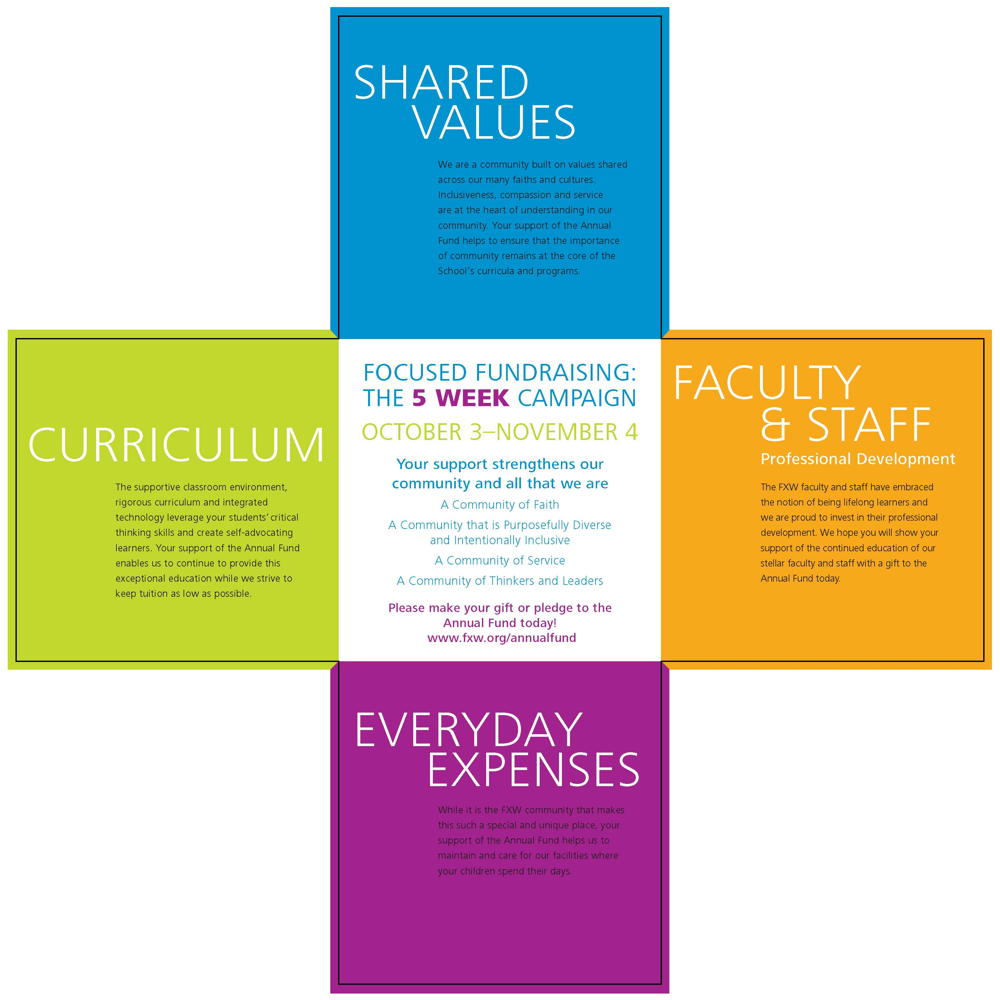 SHARED
VALUES
We are a community built on values shared
across our many faiths and cultures.
Inclusiveness, compassion and service
are at the heart of understanding in our
community. Your support of the Annual
Fund helps to ensure that the importance
of community remains at the core of the
School’s curricula and programs.
CURRICULUM
The supportive classroom environment,
rigorous curriculum and integrated
technology leverage your students’ critical
thinking skills and create self-advocating
learners. Your support of the Annual Fund
enables us to continue to provide this
exceptional education while we strive to
keep tuition as low as possible.
FOCUSED FUNDRAISING:
THE 5 WEEK CAMPAIGN
OCTOBER 3–NOVEMBER 4
Your support strengthens our
community and all that we are
A Community of Faith
A Community that is Purposefully Diverse
and Intentionally Inclusive
A Community of Service
A Community of Thinkers and Leaders
Please make your gift or pledge to the
Annual Fund today!
www.fxw.org/annualfund
FACULTY
& STAFF
Professional Development
The FXW faculty and staff have embraced
the notion of being lifelong learners and
we are proud to invest in their professional
development. We hope you will show your
support of the continued education of our
stellar faculty and staff with a gift to the
Annual Fund today.
EVERYDAY
EXPENSES
While it is the FXW community that makes
this such a special and unique place, your
support of the Annual Fund helps us to
maintain and care for our facilities where
your children spend their days.